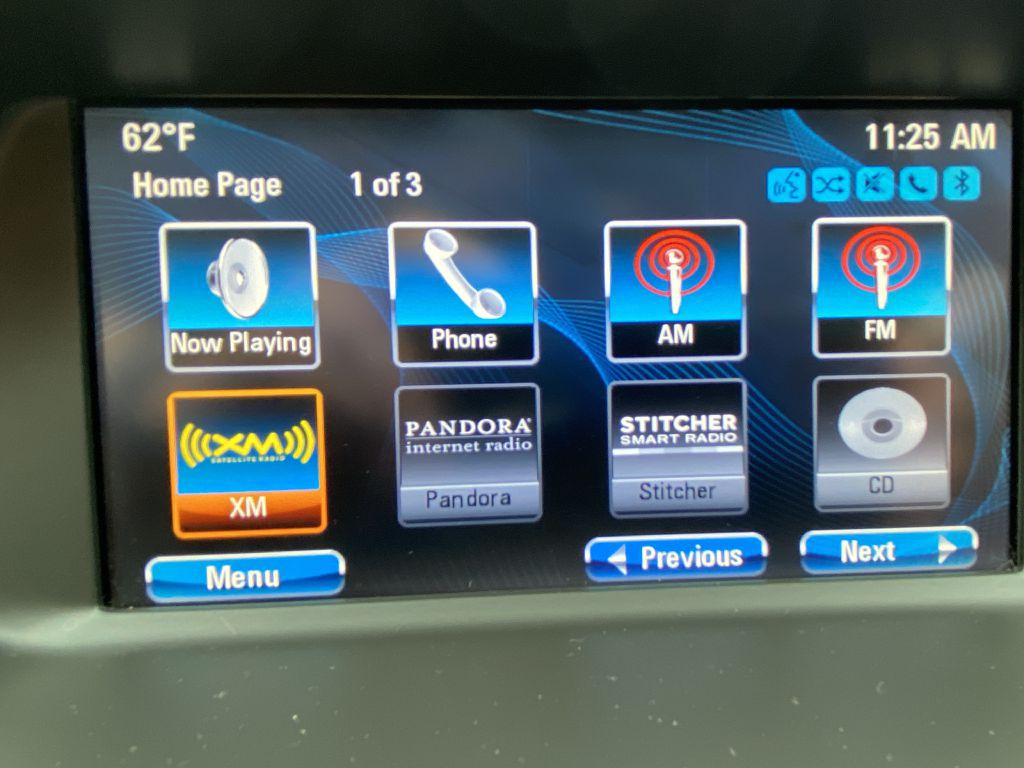 62°F
11:25 AM
Home Page
1 of 3
Now Playing
Phone
AM
FM
XM
SATELLITE RADIO
XM
PANDORA
internet radio
Pandora
STITCHER
SMART RADIO
Stitcher
CD
Menu
Previous
Next